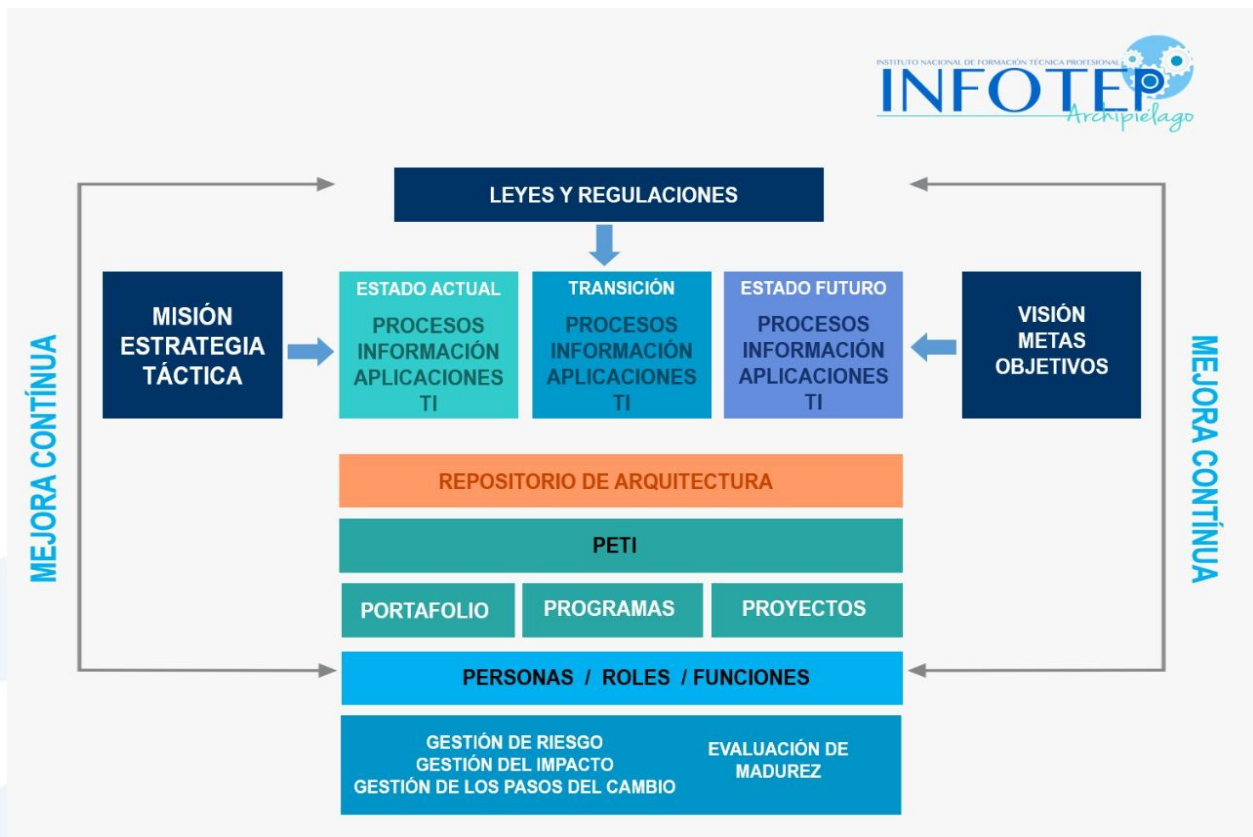 INSTITUTO NACIONAL DE FORMACIÓN TÉCNICA PROFESIONAL
INFOTEP
Archipiélago
LEYES Y REGULACIONES
MISIÓN
ESTRATEGIA
TÁCTICA
ESTADO ACTUAL
PROCESOS
INFORMACIÓN
APLICACIONES
TI
TRANSICIÓN
PROCESOS
INFORMACIÓN
APLICACIONES
TI
ESTADO FUTURO
PROCESOS
INFORMACIÓN
APLICACIONES
TI
VISIÓN
METAS
OBJETIVOS
MEJORA CONTÍNUA
MEJORA CONTÍNUA
REPOSITORIO DE ARQUITECTURA
PETI
PORTAFOLIO
PROGRAMAS
PROYECTOS
PERSONAS / ROLES / FUNCIONES
GESTIÓN DE RIESGO
GESTIÓN DEL IMPACTO
GESTIÓN DE LOS PASOS DEL CAMBIO
EVALUACIÓN DE
MADUREZ